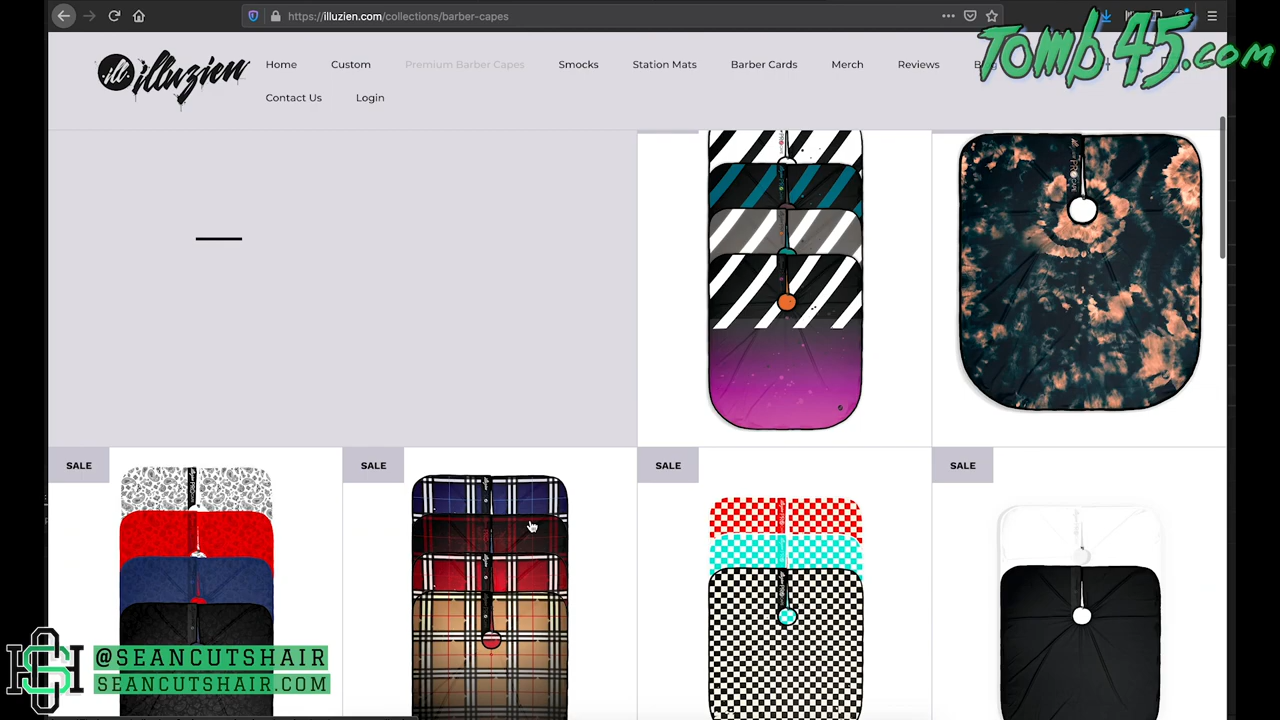 https://illuzien.com/collections/barber-capes
Tomb45.com
ill. illuzien
Home
Custom
Premium Barber Capes
Smocks
Station Mats
Barber Cards
Merch
Reviews
Contact Us
Login
SALE
SALE
SALE
SALE
@SEANCUTSHAIR
SEANCUTSHAIR.COM